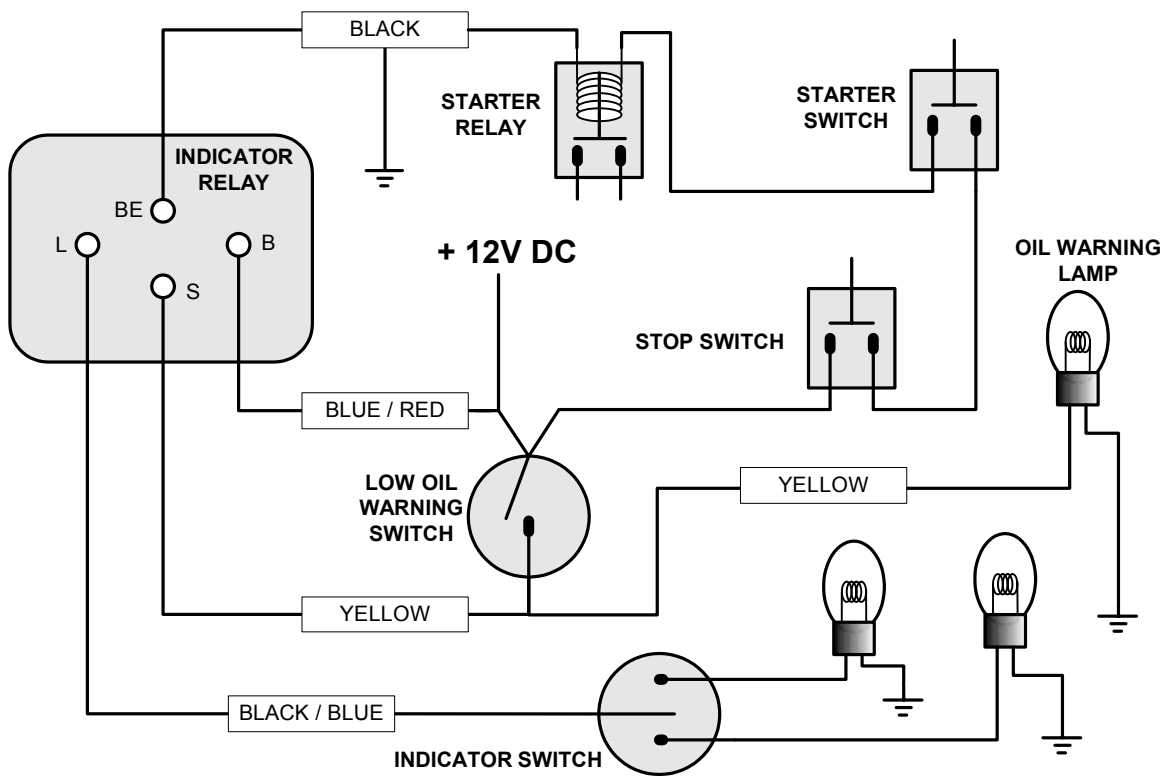 BLACK
STARTER
RELAY
STARTER
SWITCH
INDICATOR
RELAY
BE
L
B
S
+ 12V DC
OIL WARNING
LAMP
STOP SWITCH
BLUE / RED
LOW OIL
WARNING
SWITCH
YELLOW
YELLOW
BLACK / BLUE
INDICATOR SWITCH